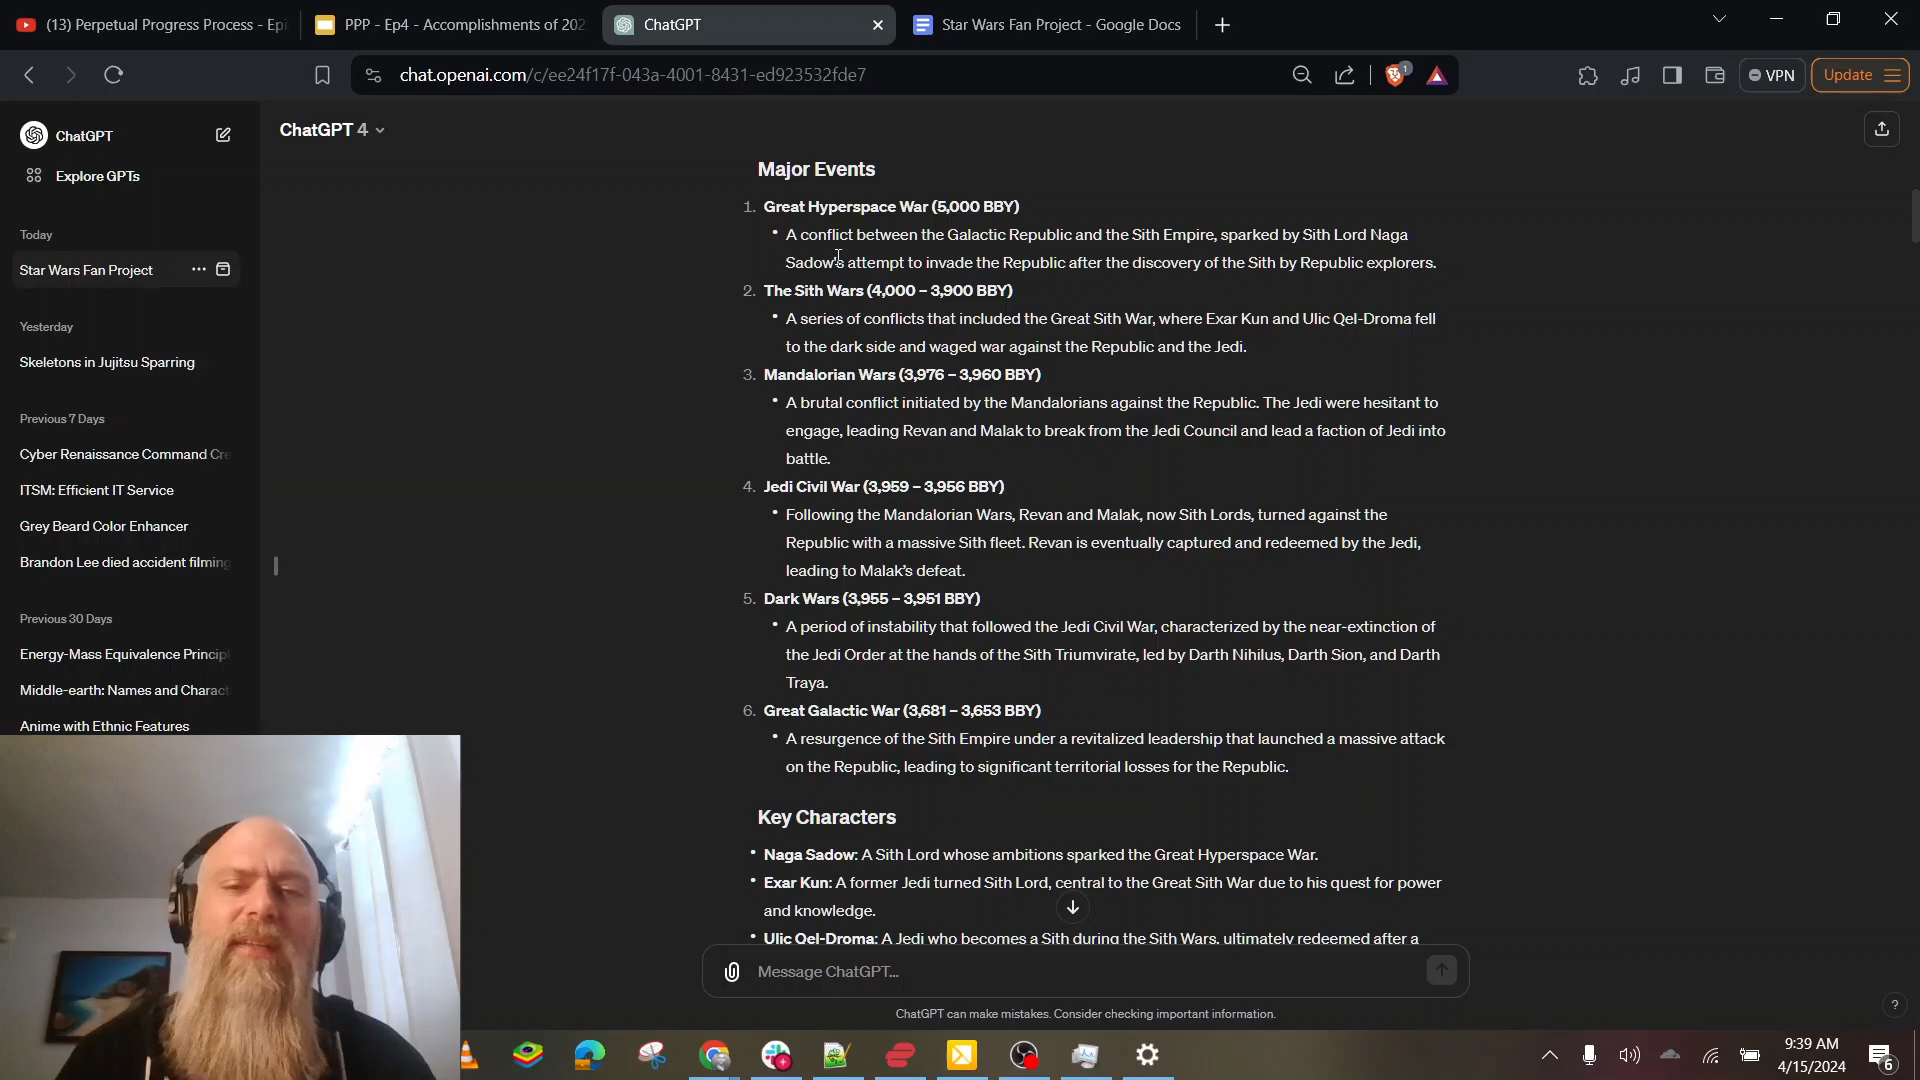 (13) Perpetual Progress Process - Epi
PPP - Ep4 - Accomplishments of 202
ChatGPT
Star Wars Fan Project - Google Docs
chat.openai.com/c/ee24f17f-043a-4001-8431-ed923532fde7
1
VPN
Update
ChatGPT
Explore GPTs
Today
Star Wars Fan Project
Yesterday
Skeletons in Jujitsu Sparring
Previous 7 Days
Cyber Renaissance Command Cre
ITSM: Efficient IT Service
Grey Beard Color Enhancer
Brandon Lee died accident filming
Previous 30 Days
Energy-Mass Equivalence Principl
Middle-earth: Names and Charact
Anime with Ethnic Features
ChatGPT 4
Major Events
1. Great Hyperspace War (5,000 BBY)
• A conflict between the Galactic Republic and the Sith Empire, sparked by Sith Lord Naga
Sadow's attempt to invade the Republic after the discovery of the Sith by Republic explorers.
2. The Sith Wars (4,000 – 3,900 BBY)
• A series of conflicts that included the Great Sith War, where Exar Kun and Ulic Qel-Droma fell
to the dark side and waged war against the Republic and the Jedi.
3. Mandalorian Wars (3,976 – 3,960 BBY)
• A brutal conflict initiated by the Mandalorians against the Republic. The Jedi were hesitant to
engage, leading Revan and Malak to break from the Jedi Council and lead a faction of Jedi into
battle.
4. Jedi Civil War (3,959 – 3,956 BBY)
• Following the Mandalorian Wars, Revan and Malak, now Sith Lords, turned against the
Republic with a massive Sith fleet. Revan is eventually captured and redeemed by the Jedi,
leading to Malak's defeat.
5. Dark Wars (3,955 – 3,951 BBY)
• A period of instability that followed the Jedi Civil War, characterized by the near-extinction of
the Jedi Order at the hands of the Sith Triumvirate, led by Darth Nihilus, Darth Sion, and Darth
Traya.
6. Great Galactic War (3,681 – 3,653 BBY)
• A resurgence of the Sith Empire under a revitalized leadership that launched a massive attack
on the Republic, leading to significant territorial losses for the Republic.
Key Characters
• Naga Sadow: A Sith Lord whose ambitions sparked the Great Hyperspace War.
• Exar Kun: A former Jedi turned Sith Lord, central to the Great Sith War due to his quest for power
and knowledge.
• Ulic Qel-Droma: A Jedi who becomes a Sith during the Sith Wars, ultimately redeemed after a
Message ChatGPT...
ChatGPT can make mistakes. Consider checking important information.
?
9:39 AM
4/15/2024
6